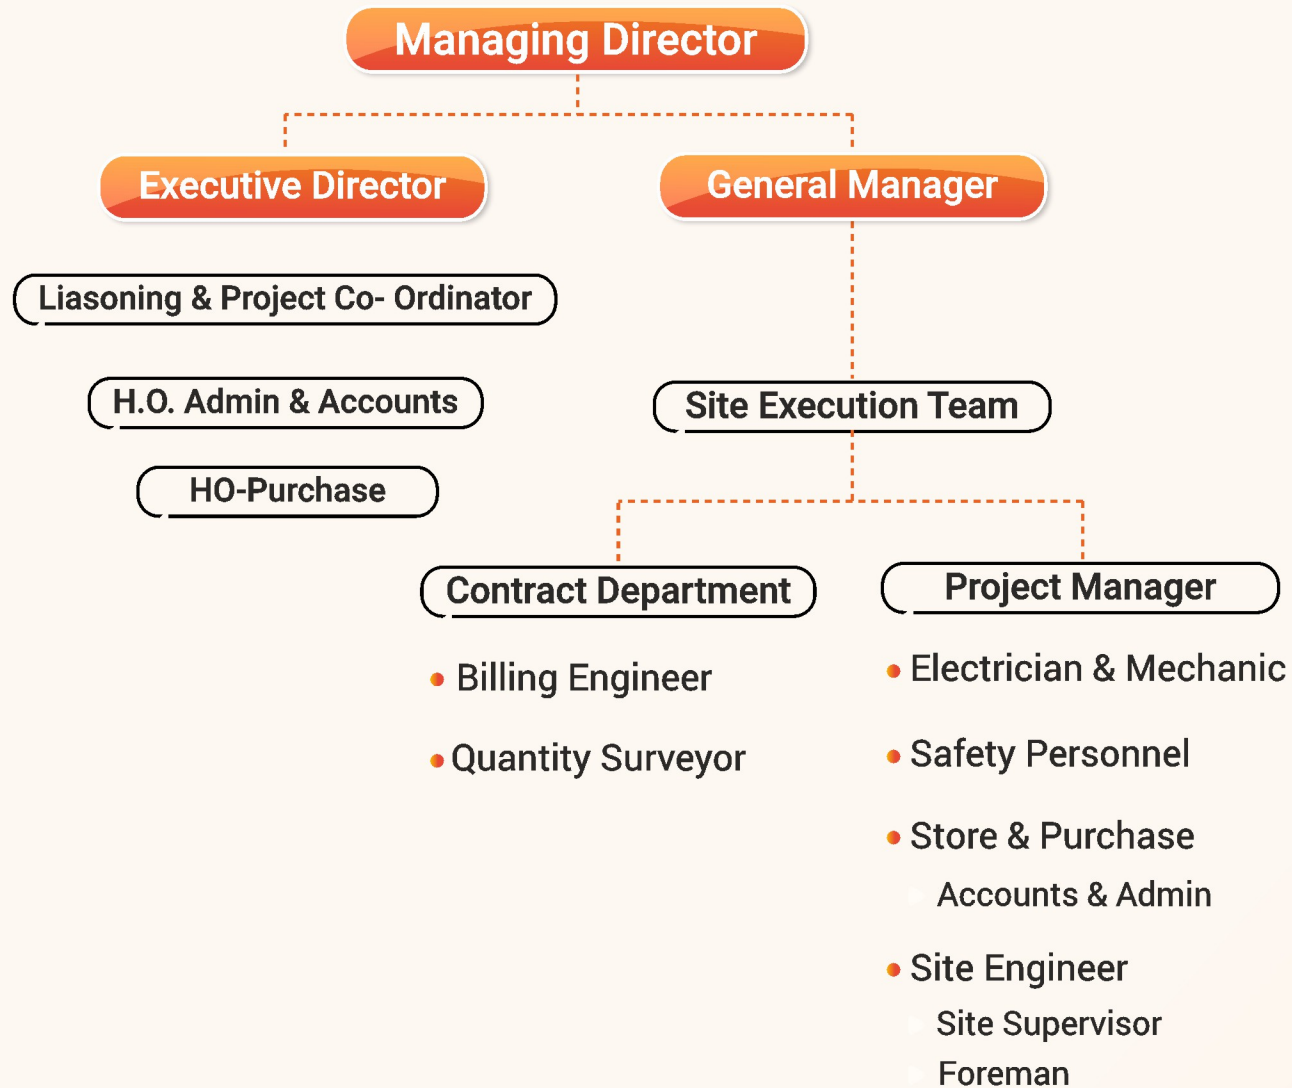 Managing Director
Executive Director
General Manager
Liasoning & Project Co- Ordinator
H.O. Admin & Accounts
Site Execution Team
HO-Purchase
Contract Department
Project Manager
Billing Engineer
Electrician & Mechanic
Quantity Surveyor
Safety Personnel
Store & Purchase
Accounts & Admin
Site Engineer
Site Supervisor
Foreman